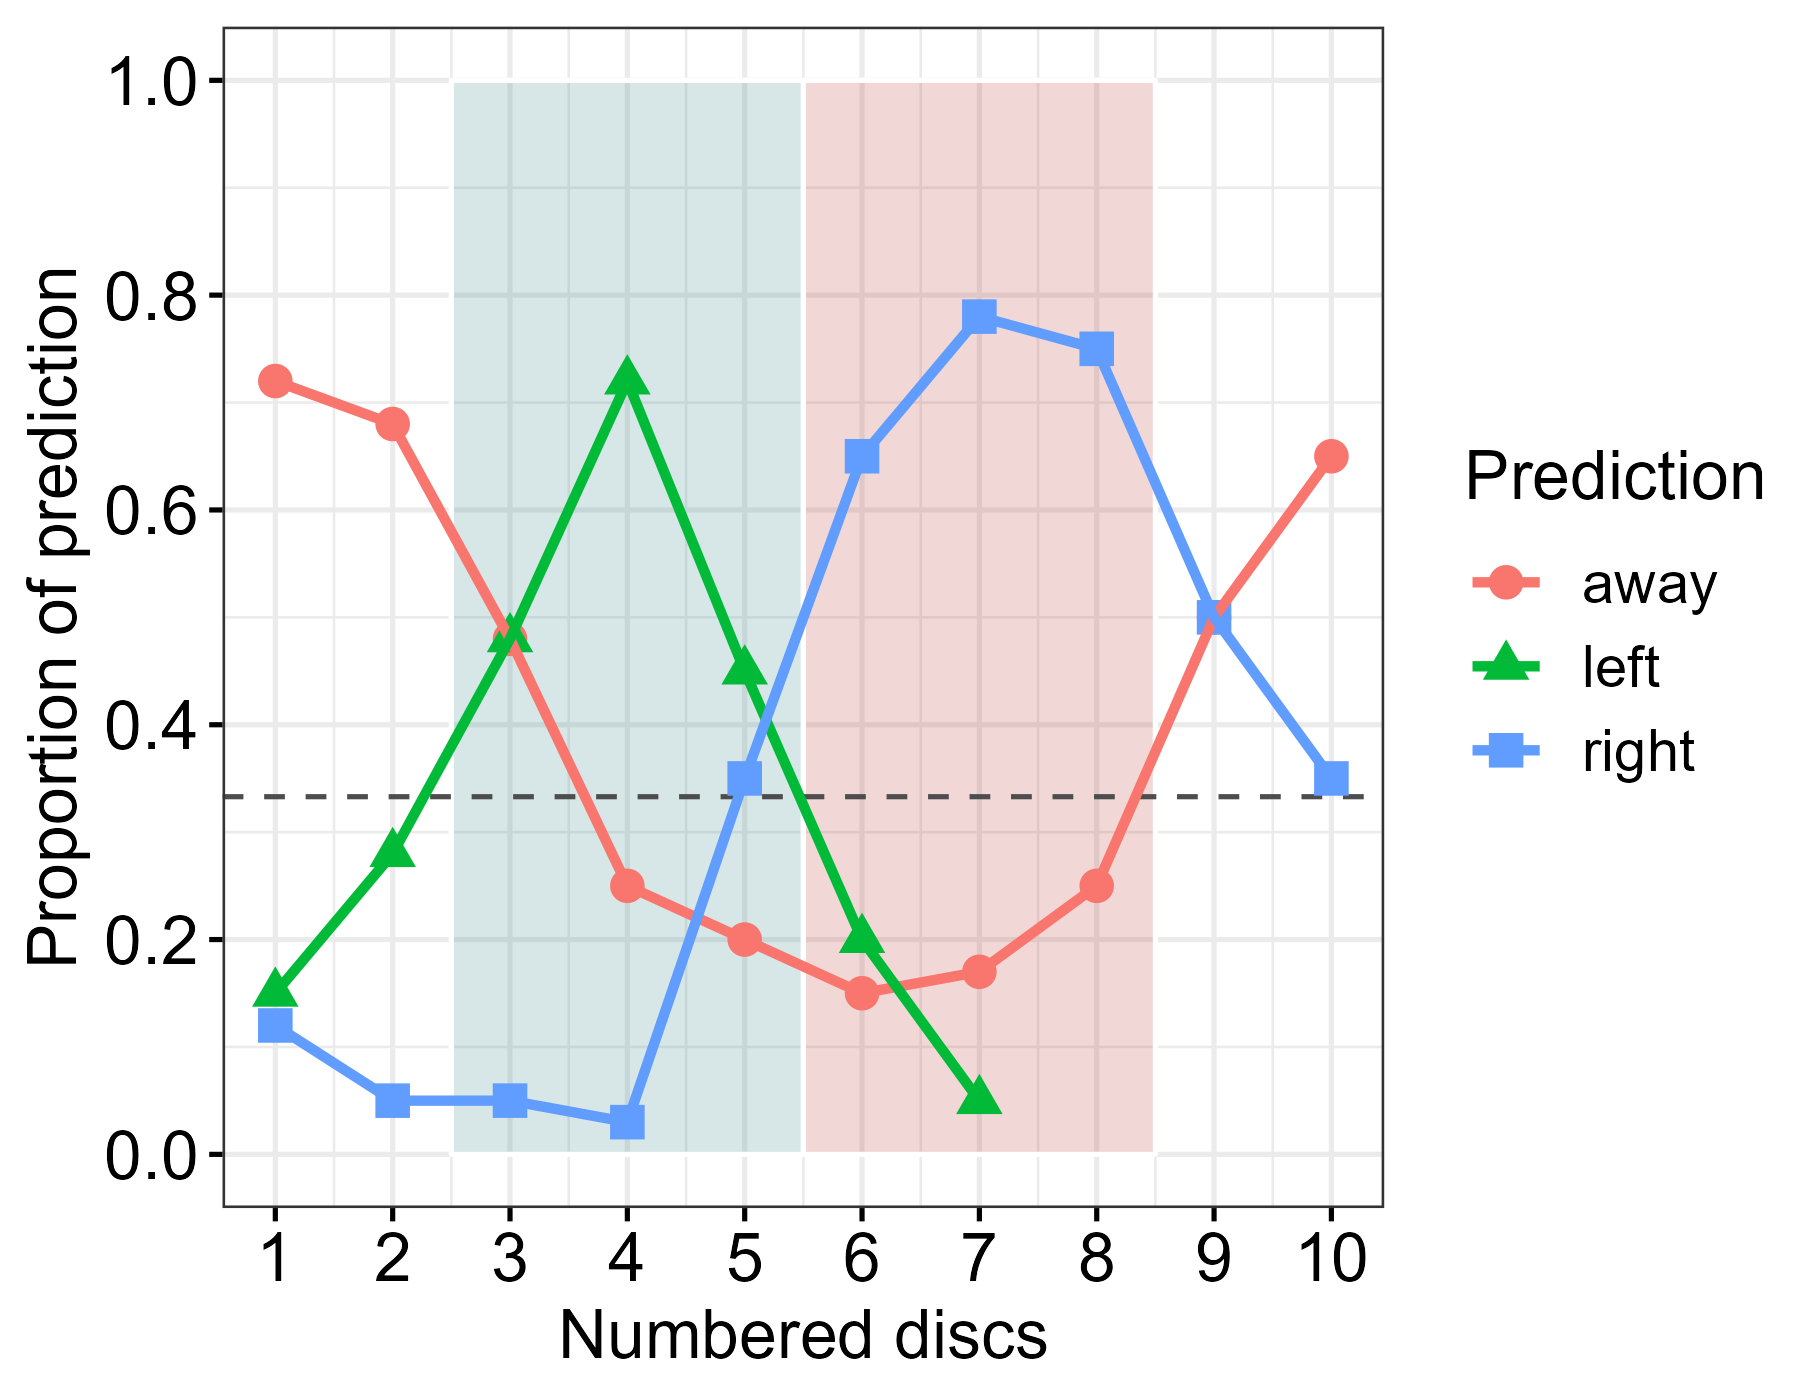 Proportion of prediction
1.0
0.8
0.6
0.4
0.2
0.0
1 2 3 4 5 6 7 8 9 10
Numbered discs
Prediction
away
left
right